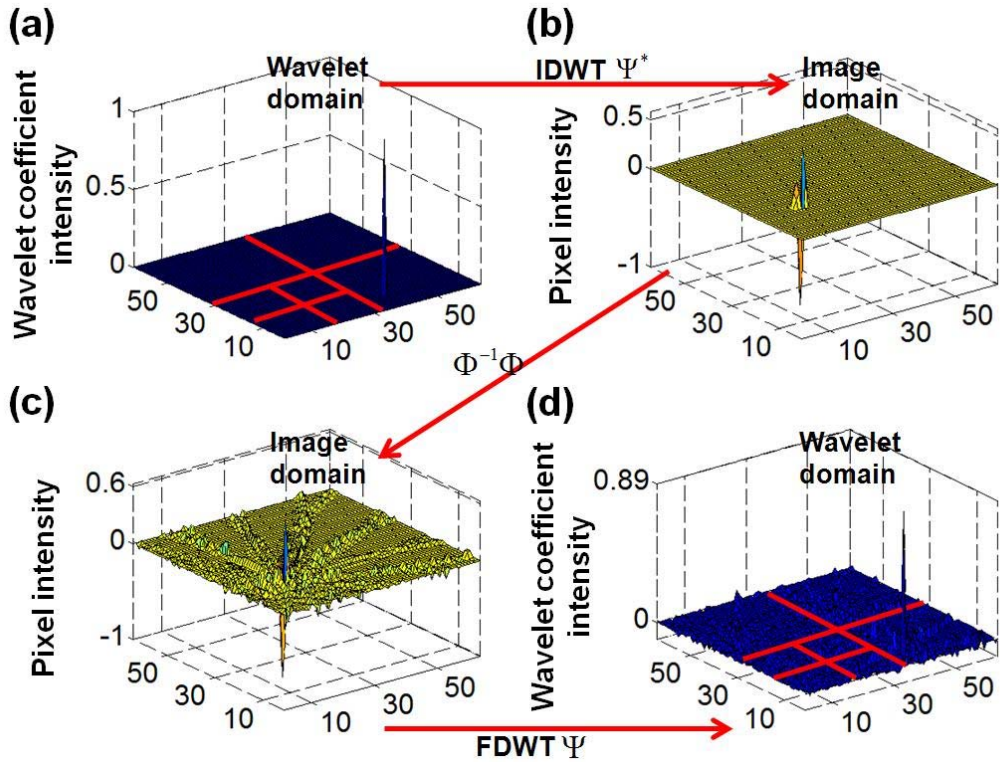 (a)
Wavelet
domain
IDWT Ψ*
(b)
Image
domain
Wavelet coefficient
intensity
1
0.5
0
50
30
10
10
30
50
Pixel intensity
0.5
0
-1
50
30
10
10
30
50
Φ⁻¹Φ
(c)
Image
domain
Pixel intensity
0.6
0
-1
50
30
10
10
30
50
(d)
Wavelet
domain
Wavelet coefficient
intensity
0.89
0
50
30
10
10
30
50
FDWT Ψ